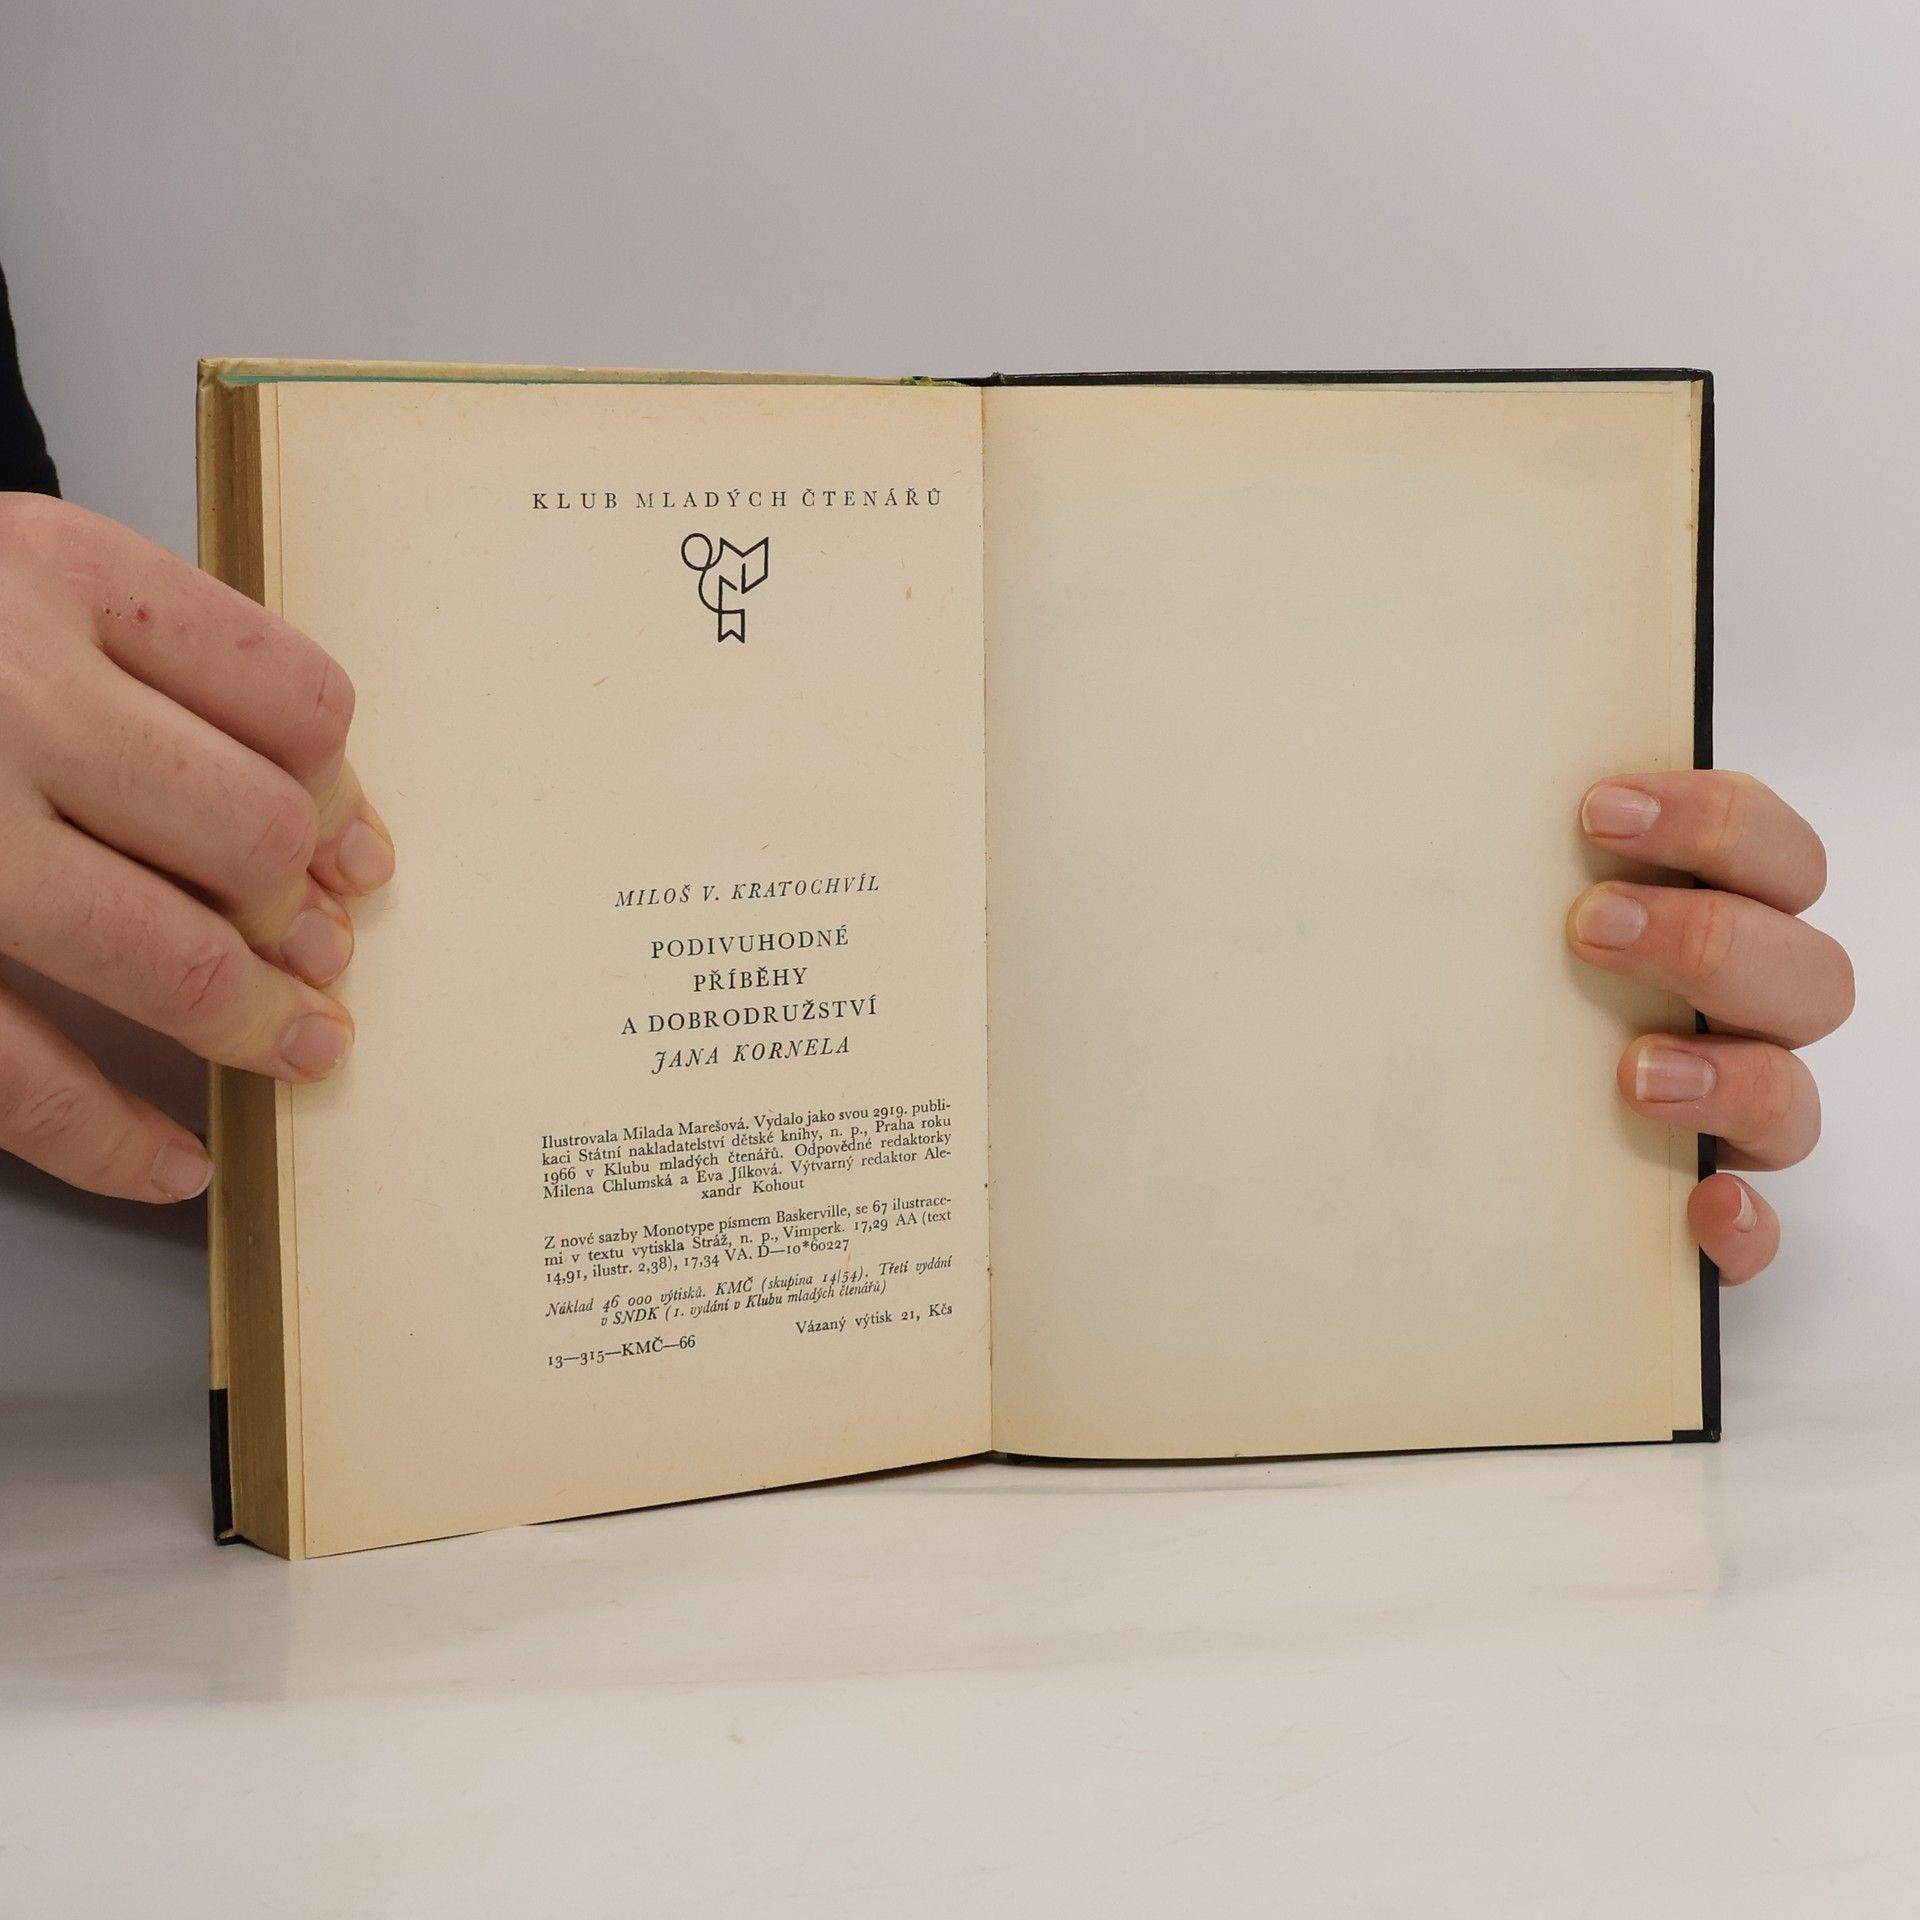 KLUB MLADÝCH ČTENÁŘŮ
MILOŠ V. KRATOCHVÍL
PODIVUHODNÉ
PŘÍBĚHY
A DOBRODRUŽSTVÍ
JANA KORNELA
Ilustrovala Milada Marešová. Vydalo jako svou 2919. publi-
kaci Státní nakladatelství dětské knihy, n. p., Praha roku
1966 v Klubu mladých čtenářů. Odpovědné redaktorky
Milena Chlumská a Eva Jílková. Výtvarný redaktor Ale-
xandr Kohout
Z nové sazby Monotype písmem Baskerville, se 67 ilustrace-
mi v textu vytiskla Stráž, n. p., Vimperk. 17,29 AA (text
14,91, ilustr. 2,38), 17,34 VA. D—10*60227
Náklad 46 000 výtisků. KMČ (skupina 14/54). Třetí vydání
v SNDK (1. vydání v Klubu mladých čtenářů)
Vázaný výtisk 21, Kčs
13—315—KMČ—66